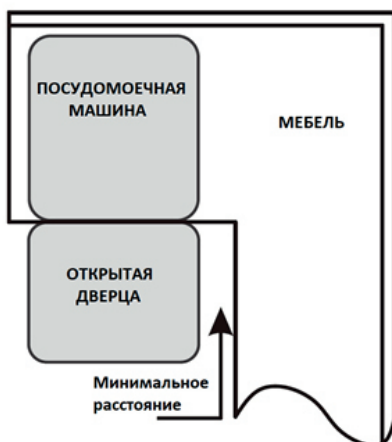 ПОСУДОМОЕЧНАЯ
МАШИНА
МЕБЕЛЬ
ОТКРЫТАЯ
ДВЕРЦА
Минимальное
расстояние